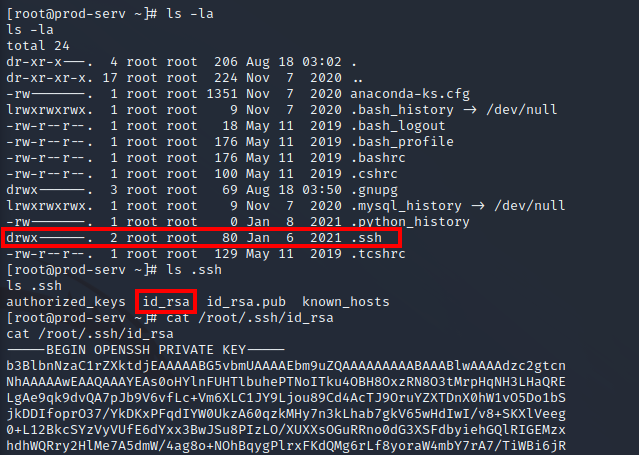 [root@prod-serv ~]# ls -la
ls -la
total 24
dr-xr-x---. 4 root root 206 Aug 18 03:02 .
dr-xr-xr-x. 17 root root 224 Nov 7 2020 ..
-rw-------. 1 root root 1351 Nov 7 2020 anaconda-ks.cfg
lrwxrwxrwx. 1 root root 9 Nov 7 2020 .bash_history -> /dev/null
-rw-r--r--. 1 root root 18 May 11 2019 .bash_logout
-rw-r--r--. 1 root root 176 May 11 2019 .bash_profile
-rw-r--r--. 1 root root 176 May 11 2019 .bashrc
-rw-r--r--. 1 root root 100 May 11 2019 .cshrc
drwx------. 3 root root 69 Aug 18 03:50 .gnupg
lrwxrwxrwx. 1 root root 9 Nov 7 2020 .mysql_history -> /dev/null
-rw-------. 1 root root 0 Jan 8 2021 .python_history
drwx------. 2 root root 80 Jan 6 2021 .ssh
-rw-r--r--. 1 root root 129 May 11 2019 .tcshrc
[root@prod-serv ~]# ls .ssh
ls .ssh
authorized_keys id_rsa id_rsa.pub known_hosts
[root@prod-serv ~]# cat /root/.ssh/id_rsa
cat /root/.ssh/id_rsa
-----BEGIN OPENSSH PRIVATE KEY-----
b3BlbnNzaC1rZXktdjEAAAAABG5vbmUAAAAEbm9uZQAAAAAAAAABAAABlwAAAAdzc2gtcn
NhAAAAAwEAAQAAAYEAs0oHYlnFUHTlbuhePTNoITku4OBH8OxzRN8O3tMrpHqNH3LHaQRE
LgAe9qk9dvQA7pJb9V6vfLc+Vm6XLC1JY9Ljou89Cd4AcTJ9OruYZXTDnX0hW1vO5Do1bS
jkDDIfoprO37/YkDKxPFqdIYW0UkzA60qzkMHy7n3kLhab7gkV65wHdIwI/v8+SKXlVeeg
0+L12BkcSYzVyVUfE6dYxx3BwJSu8PIzLO/XUXXsOGuRRno0dG3XSFdbyiehGQlRIGEMzx
hdhWQRry2HlMe7A5dmW/4ag8o+NOhBqygPlrxFKdQMg6rLf8yoraW4mbY7rA7/TiWBi6jR